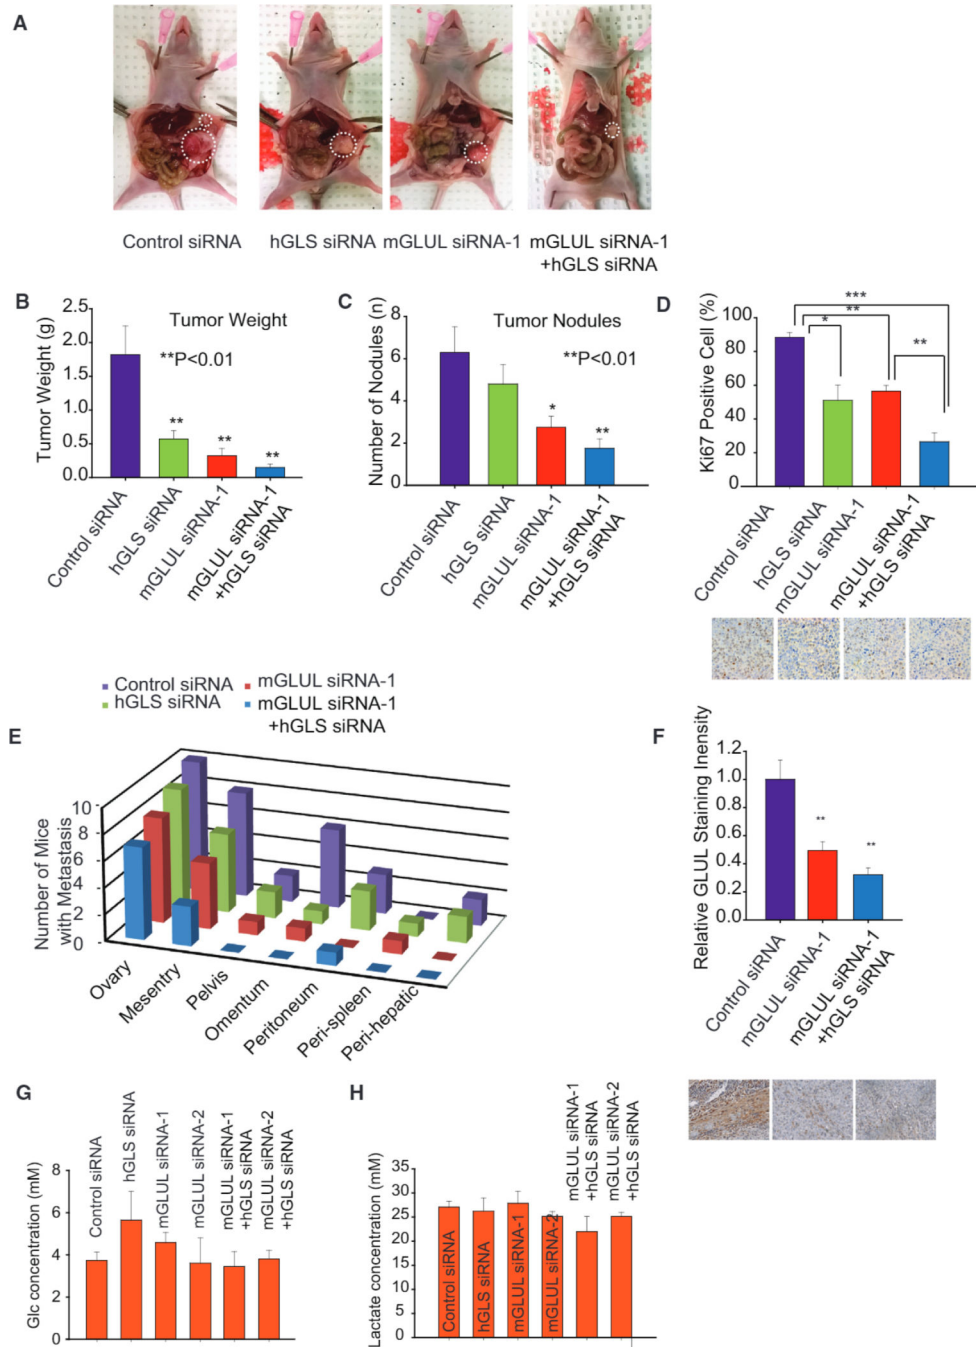 A
Control siRNA
hGLS siRNA
mGLUL siRNA-1
mGLUL siRNA-1
+hGLS siRNA
B
Tumor Weight (g)
2.5
2.0
1.5
1.0
0.5
0.0
Tumor Weight
**P<0.01
**
**
**
Control siRNA
hGLS siRNA
mGLUL siRNA-1
mGLUL siRNA-1
+hGLS siRNA
C
Number of Nodules (n)
8
6
4
2
0
Tumor Nodules
**P<0.01
*
**
Control siRNA
hGLS siRNA
mGLUL siRNA-1
mGLUL siRNA-1
+hGLS siRNA
D
Ki67 Positive Cell (%)
100
80
60
40
20
0
***
**
*
**
Control siRNA
hGLS siRNA
mGLUL siRNA-1
mGLUL siRNA-1
+hGLS siRNA
Control siRNA
hGLS siRNA
mGLUL siRNA-1
mGLUL siRNA-1
+hGLS siRNA
E
Number of Mice
with Metastasis
10
8
6
4
2
0
Ovary
Mesentry
Pelvis
Omentum
Peritoneum
Peri-spleen
Peri-hepatic
F
Relative GLUL Staining Inensity
1.2
1.0
0.8
0.6
0.4
0.2
0.0
**
**
Control siRNA
mGLUL siRNA-1
mGLUL siRNA-1
+hGLS siRNA
G
Glc concentration (mM)
8
6
4
2
0
Control siRNA
hGLS siRNA
mGLUL siRNA-1
mGLUL siRNA-2
mGLUL siRNA-1
+hGLS siRNA
mGLUL siRNA-2
+hGLS siRNA
H
Lactate concentration (mM)
35
30
25
20
15
10
5
0
Control siRNA
hGLS siRNA
mGLUL siRNA-1
mGLUL siRNA-2
mGLUL siRNA-1
+hGLS siRNA
mGLUL siRNA-2
+hGLS siRNA